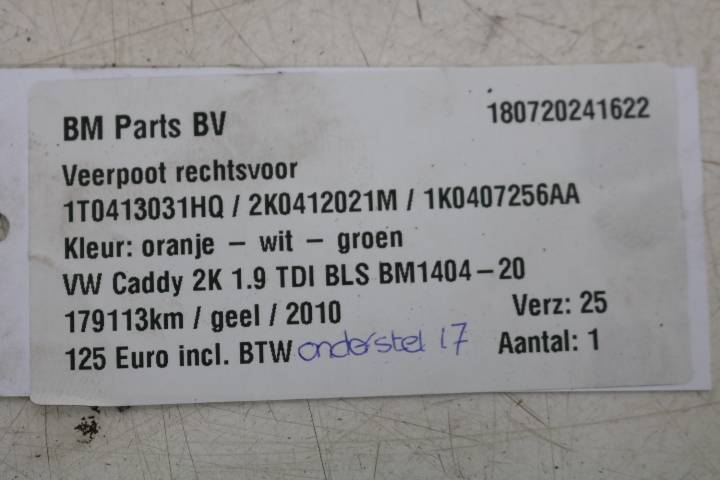 BM Parts BV 180720241622
Veerpoot rechtsvoor
1T0413031HQ / 2K0412021M / 1K0407256AA
Kleur: oranje – wit – groen
VW Caddy 2K 1.9 TDI BLS BM1404–20
179113km / geel / 2010 Verz: 25
125 Euro incl. BTW onderstel 17 Aantal: 1